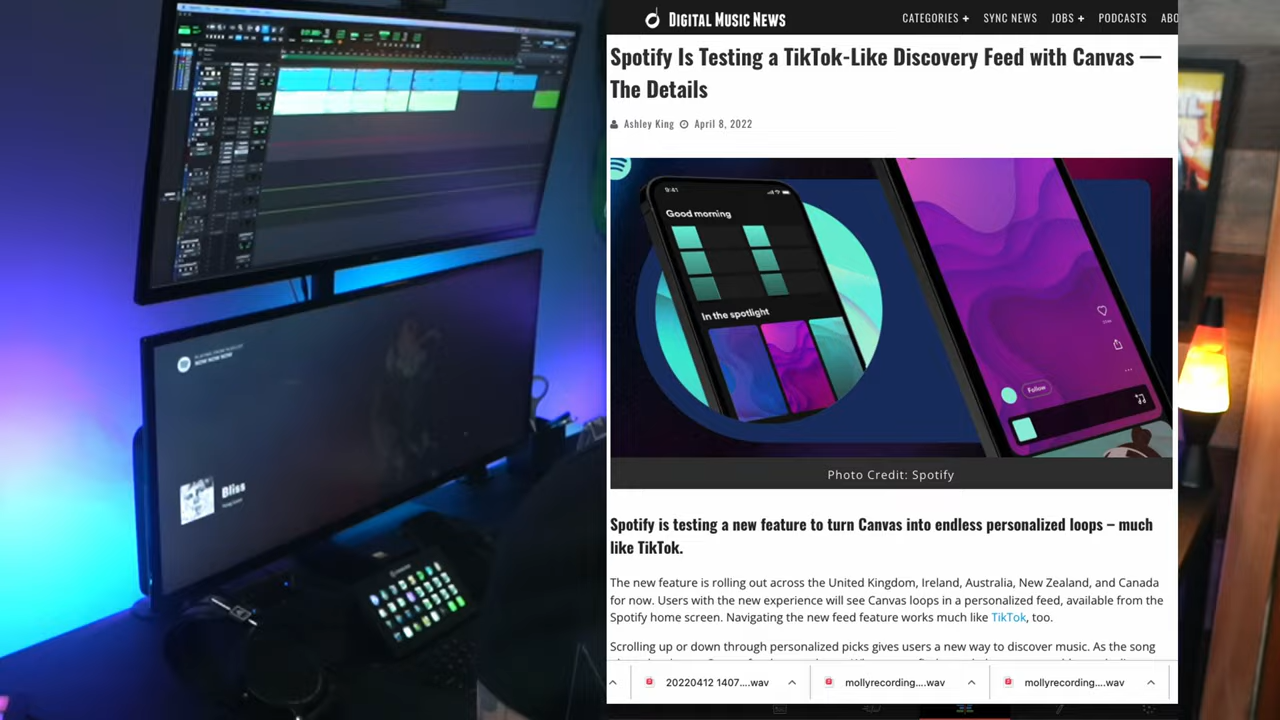 DIGITAL MUSIC NEWS
CATEGORIES + SYNC NEWS JOBS + PODCASTS ABO
Spotify Is Testing a TikTok-Like Discovery Feed with Canvas —
The Details
Ashley King April 8, 2022
9:41
Good morning
In the spotlight
Follow
Photo Credit: Spotify
Spotify is testing a new feature to turn Canvas into endless personalized loops – much
like TikTok.
The new feature is rolling out across the United Kingdom, Ireland, Australia, New Zealand, and Canada
for now. Users with the new experience will see Canvas loops in a personalized feed, available from the
Spotify home screen. Navigating the new feed feature works much like TikTok, too.
Scrolling up or down through personalized picks gives users a new way to discover music. As the song
20220412 1407....wav mollyrecording....wav mollyrecording....wav
NOW NOW NOW
Bliss